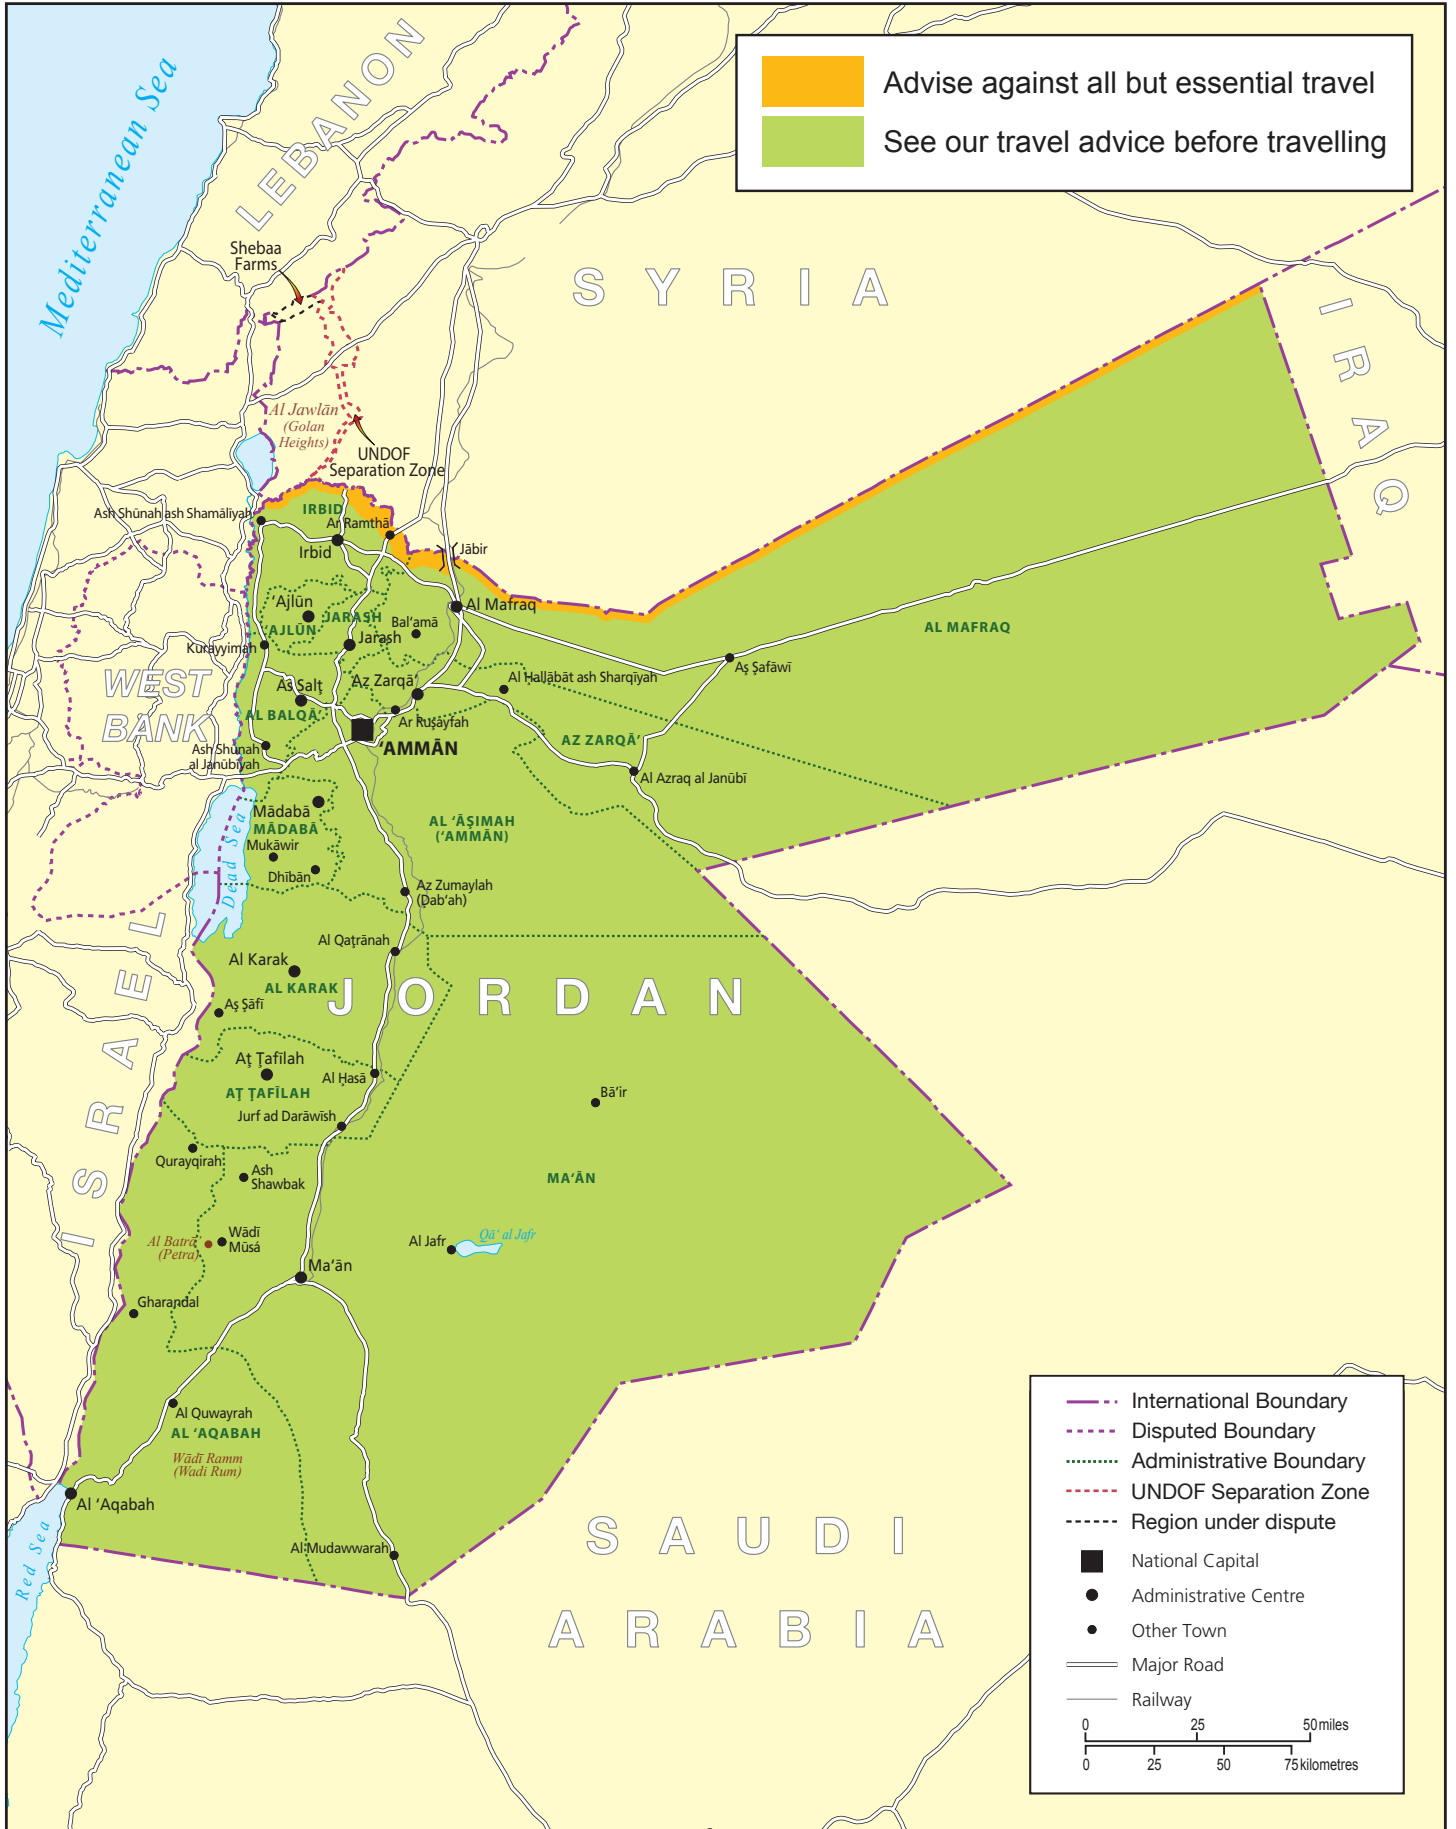 Advise against all but essential travel
See our travel advice before travelling
Mediterranean Sea
LEBANON
Shebaa
Farms
SYRIA
IRAQ
Al Jawlān
(Golan
Heights)
UNDOF
Separation Zone
Ash Shūnah ash Shamālīyah
IRBID
Ar Ramthā
Irbid
Jābir
Ajlūn
JARASH
Bal‘amā
Al Mafraq
‘AJLŪN
Jarash
Kurayyimah
AL MAFRAQ
Aş Şafāwī
WEST
BANK
As Salţ
Az Zarqā’
Al Ḩallābāt ash Sharqīyah
AL BALQĀ’
Ar Ruşayfah
Ash Shūnah
al Janūbīyah
‘AMMĀN
AZ ZARQĀ’
Al Azraq al Janūbī
Mādabā
MĀDABĀ
Mukāwir
Dhībān
AL ‘ĀŞIMAH
(‘AMMĀN)
Dead Sea
Az Zumaylah
(Dab‘ah)
Al Qaţrānah
Al Karak
AL KARAK
JORDAN
Aş Şāfī
ISRAEL
Aţ Ţafīlah
Al Ḩasā
AŢ ŢAFĪLAH
Bā’ir
Jurf ad Darāwīsh
Qurayqirah
Ash
Shawbak
MA‘ĀN
Al Batrā’
(Petra)
Wādī
Mūsá
Al Jafr
Qā‘ al Jafr
Ma‘ān
Gharandal
Al Quwayrah
AL ‘AQABAH
Wādī Ramm
(Wadi Rum)
Al ‘Aqabah
Red Sea
Al Mudawwarah
SAUDI
ARABIA
International Boundary
Disputed Boundary
Administrative Boundary
UNDOF Separation Zone
Region under dispute
National Capital
Administrative Centre
Other Town
Major Road
Railway
0 25 50 miles
0 25 50 75 kilometres